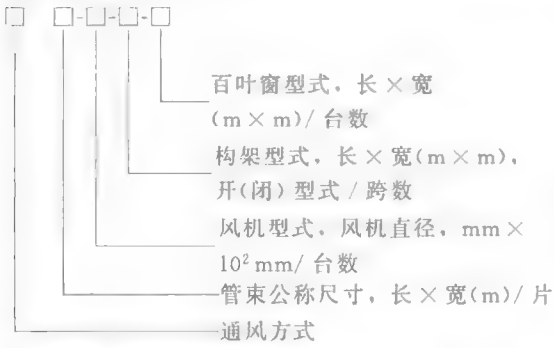 □ □-□-□-□
百叶窗型式，长×宽
(m×m)/台数
构架型式，长×宽(m×m)，
开(闭)型式/跨数
风机型式，风机直径，mm×
10²mm/台数
管束公称尺寸，长×宽(m)/片
通风方式